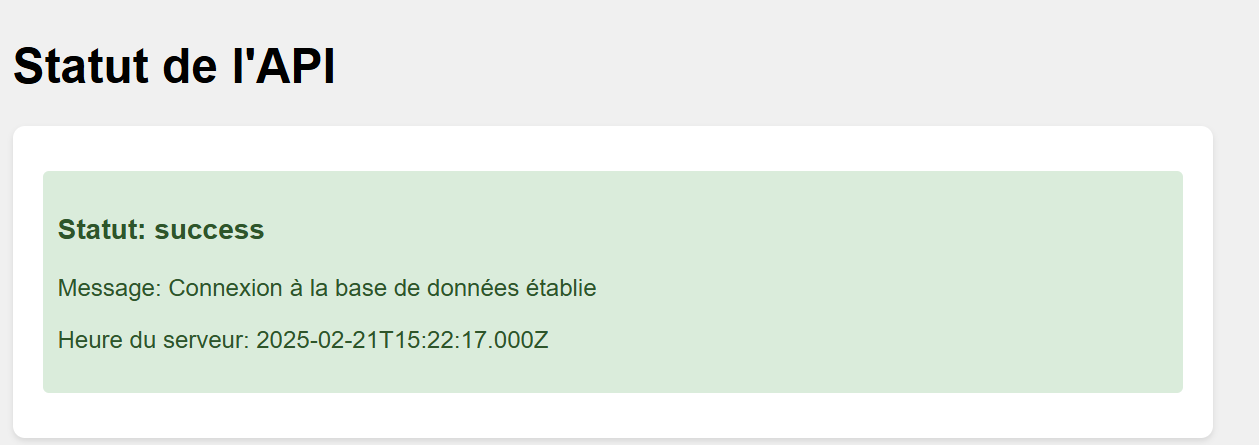 Statut de l'API
Statut: success
Message: Connexion à la base de données établie
Heure du serveur: 2025-02-21T15:22:17.000Z